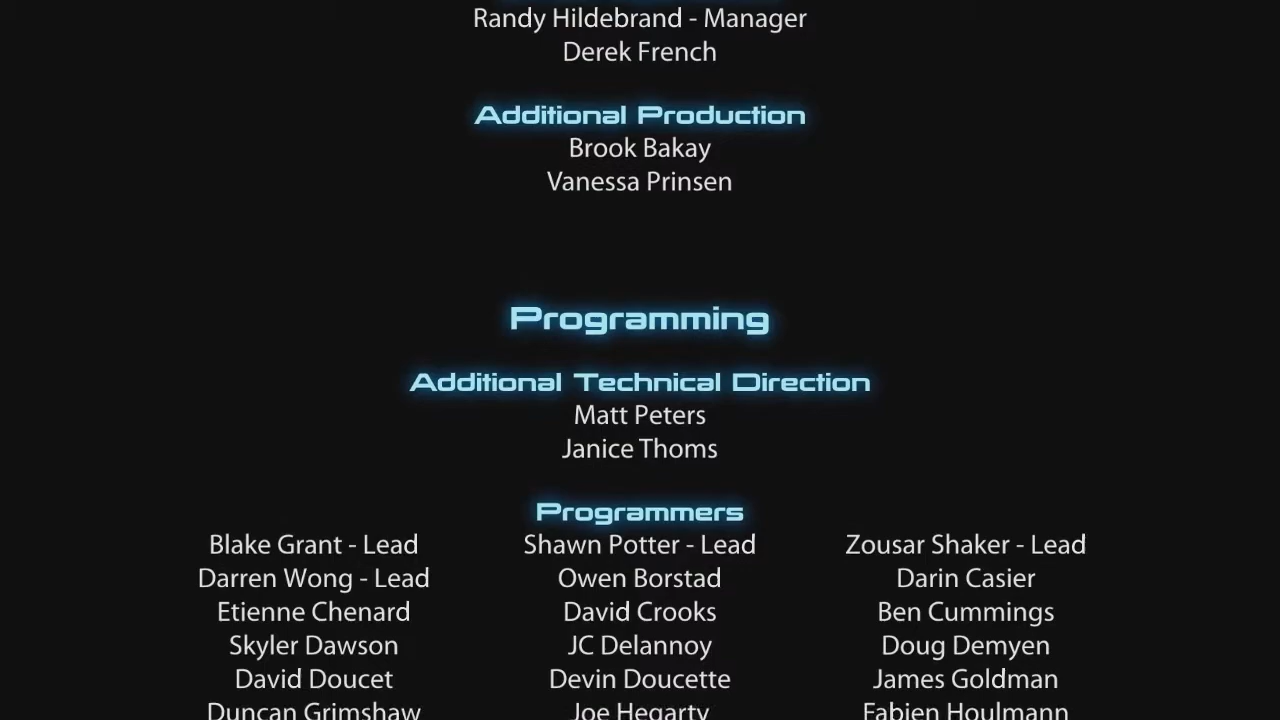 Randy Hildebrand - Manager
Derek French
Additional Production
Brook Bakay
Vanessa Prinsen
Programming
Additional Technical Direction
Matt Peters
Janice Thoms
Programmers
Blake Grant - Lead Shawn Potter - Lead Zousar Shaker - Lead
Darren Wong - Lead Owen Borstad Darin Casier
Etienne Chenard David Crooks Ben Cummings
Skyler Dawson JC Delannoy Doug Demyen
David Doucet Devin Doucette James Goldman
Duncan Grimshaw Joe Hegarty Fabien Houlmann